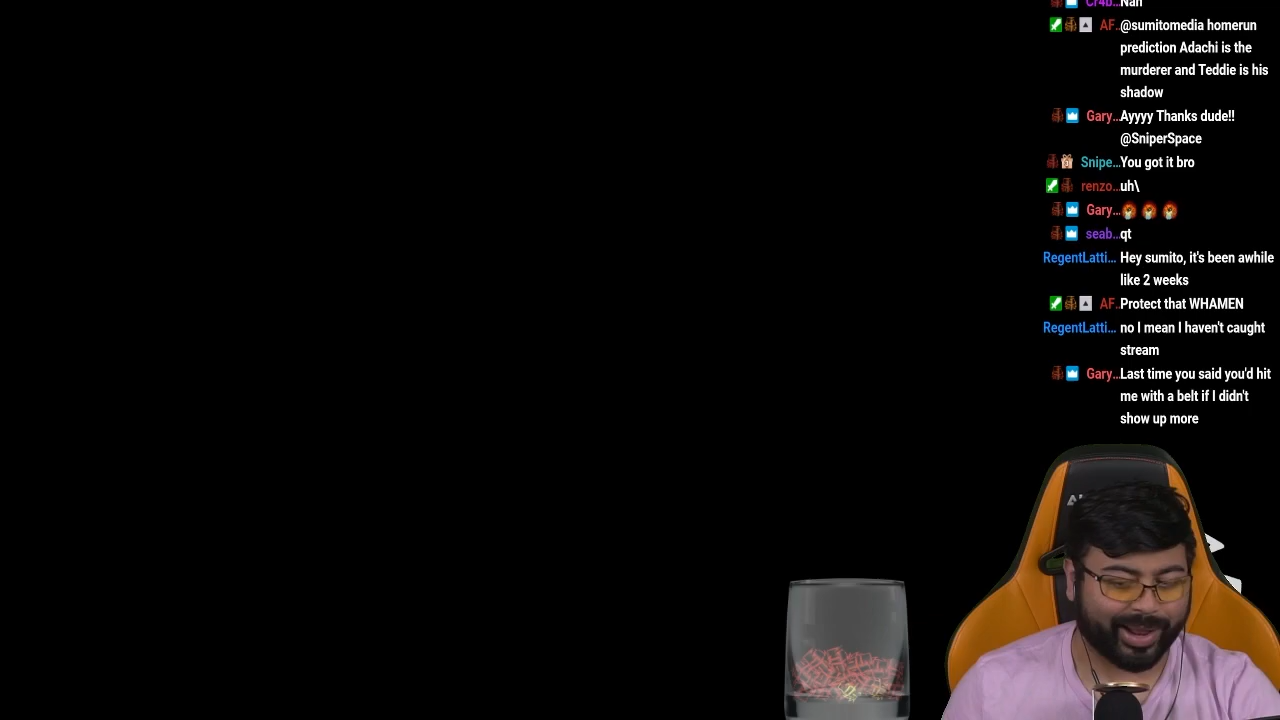 Cr4b... Nah
AF... @sumitomedia homerun
prediction Adachi is the
murderer and Teddie is his
shadow
Gary... Ayyyy Thanks dude!!
@SniperSpace
Snipe... You got it bro
renzo... uh\
Gary...
seab... qt
RegentLatti... Hey sumito, it's been awhile
like 2 weeks
AF... Protect that WHAMEN
RegentLatti... no I mean I haven't caught
stream
Gary... Last time you said you'd hit
me with a belt if I didn't
show up more